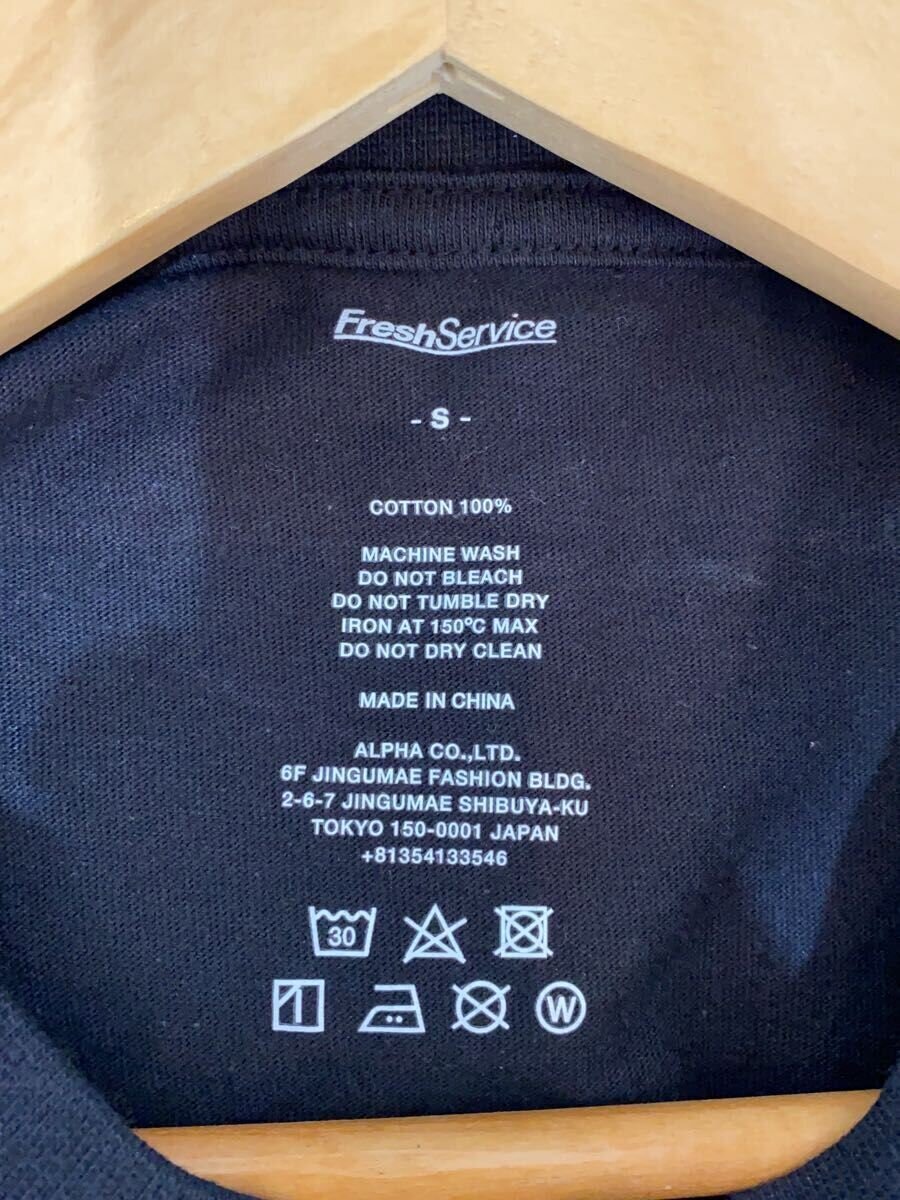 FreshService
- S -
COTTON 100%
MACHINE WASH
DO NOT BLEACH
DO NOT TUMBLE DRY
IRON AT 150ºC MAX
DO NOT DRY CLEAN
MADE IN CHINA
ALPHA CO.,LTD.
6F JINGUMAE FASHION BLDG.
2-6-7 JINGUMAE SHIBUYA-KU
TOKYO 150-0001 JAPAN
+81354133546
30
W